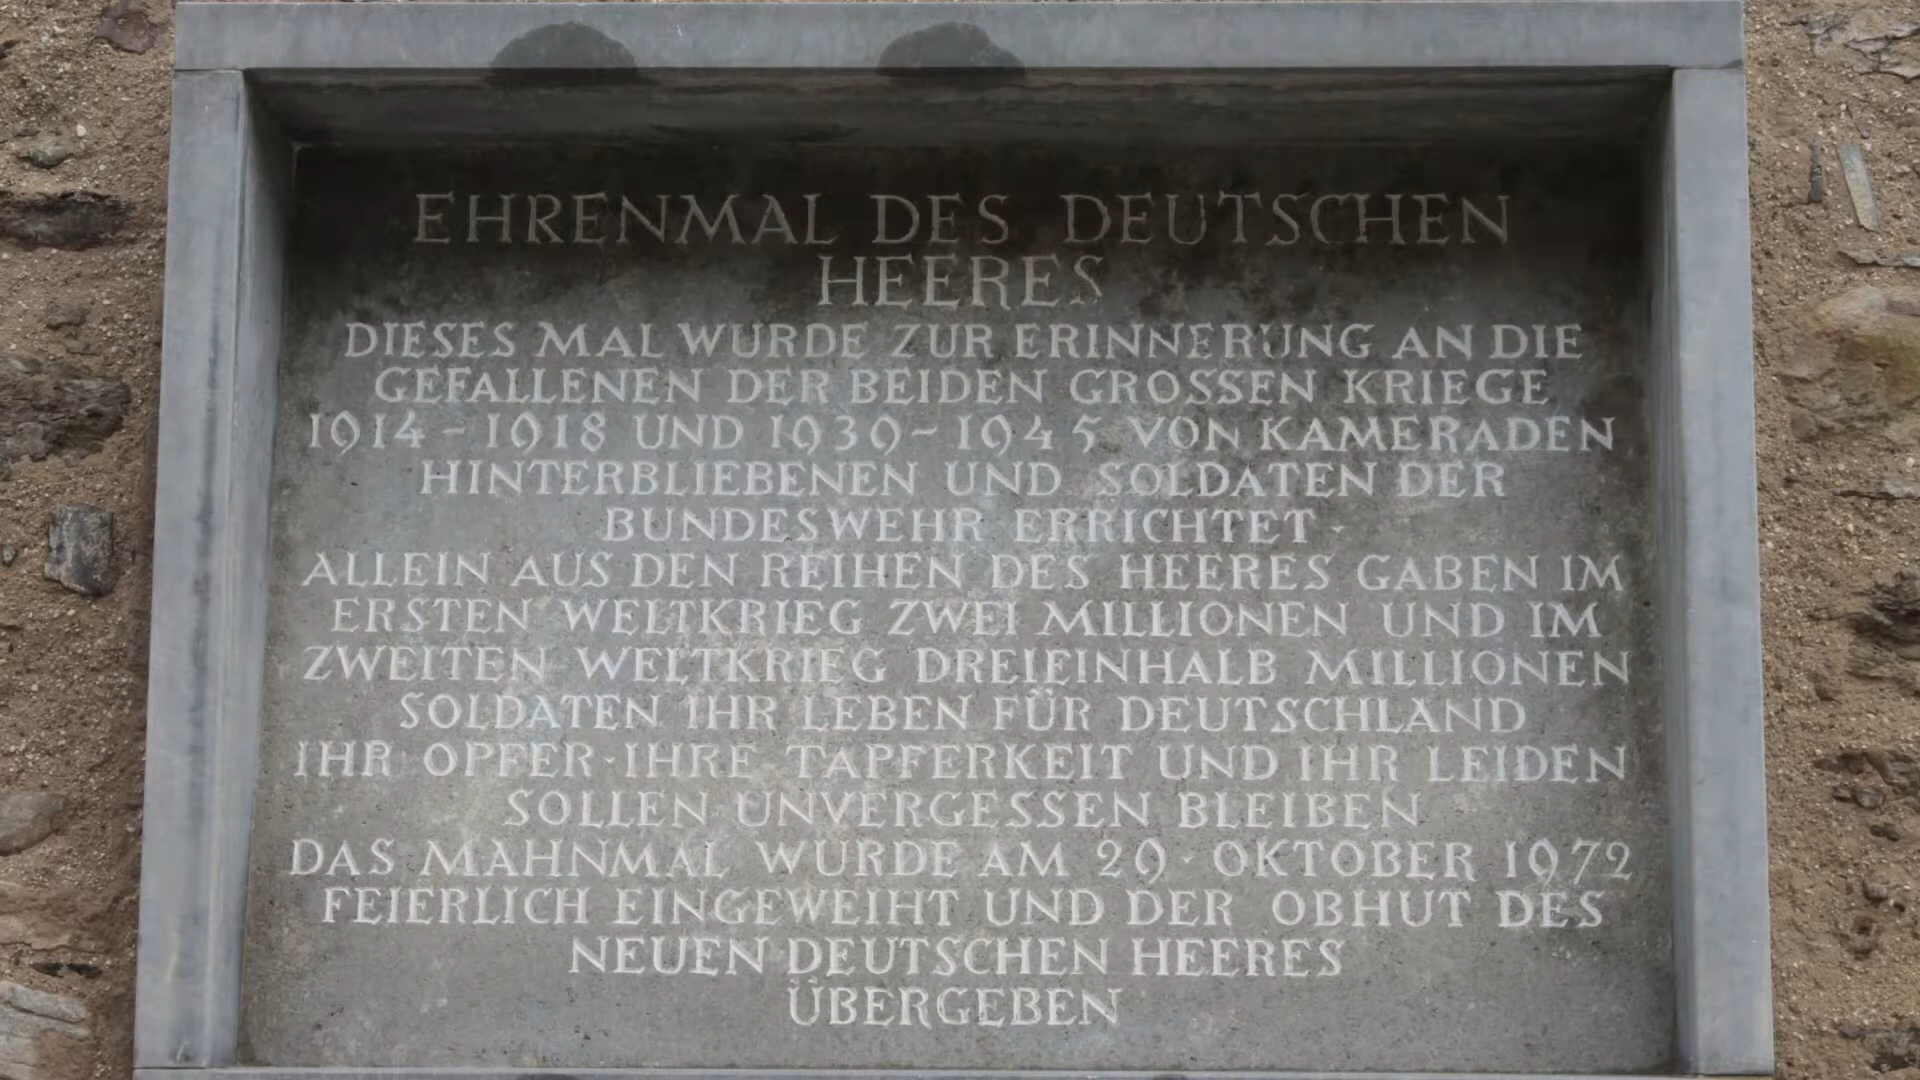 EHRENMAL DES DEUTSCHEN
HEERES
DIESES MAL WURDE ZUR ERINNERUNG AN DIE
GEFALLENEN DER BEIDEN GROSSEN KRIEGE
1914 - 1918 UND 1939 - 1945 VON KAMERADEN
HINTERBLIEBENEN UND SOLDATEN DER
BUNDESWEHR ERRICHTET ·
ALLEIN AUS DEN REIHEN DES HEERES GABEN IM
ERSTEN WELTKRIEG ZWEI MILLIONEN UND IM
ZWEITEN WELTKRIEG DREIEINHALB MILLIONEN
SOLDATEN IHR LEBEN FÜR DEUTSCHLAND
IHR OPFER · IHRE TAPFERKEIT UND IHR LEIDEN
SOLLEN UNVERGESSEN BLEIBEN
DAS MAHNMAL WURDE AM 29 · OKTOBER 1972
FEIERLICH EINGEWEIHT UND DER OBHUT DES
NEUEN DEUTSCHEN HEERES
ÜBERGEBEN